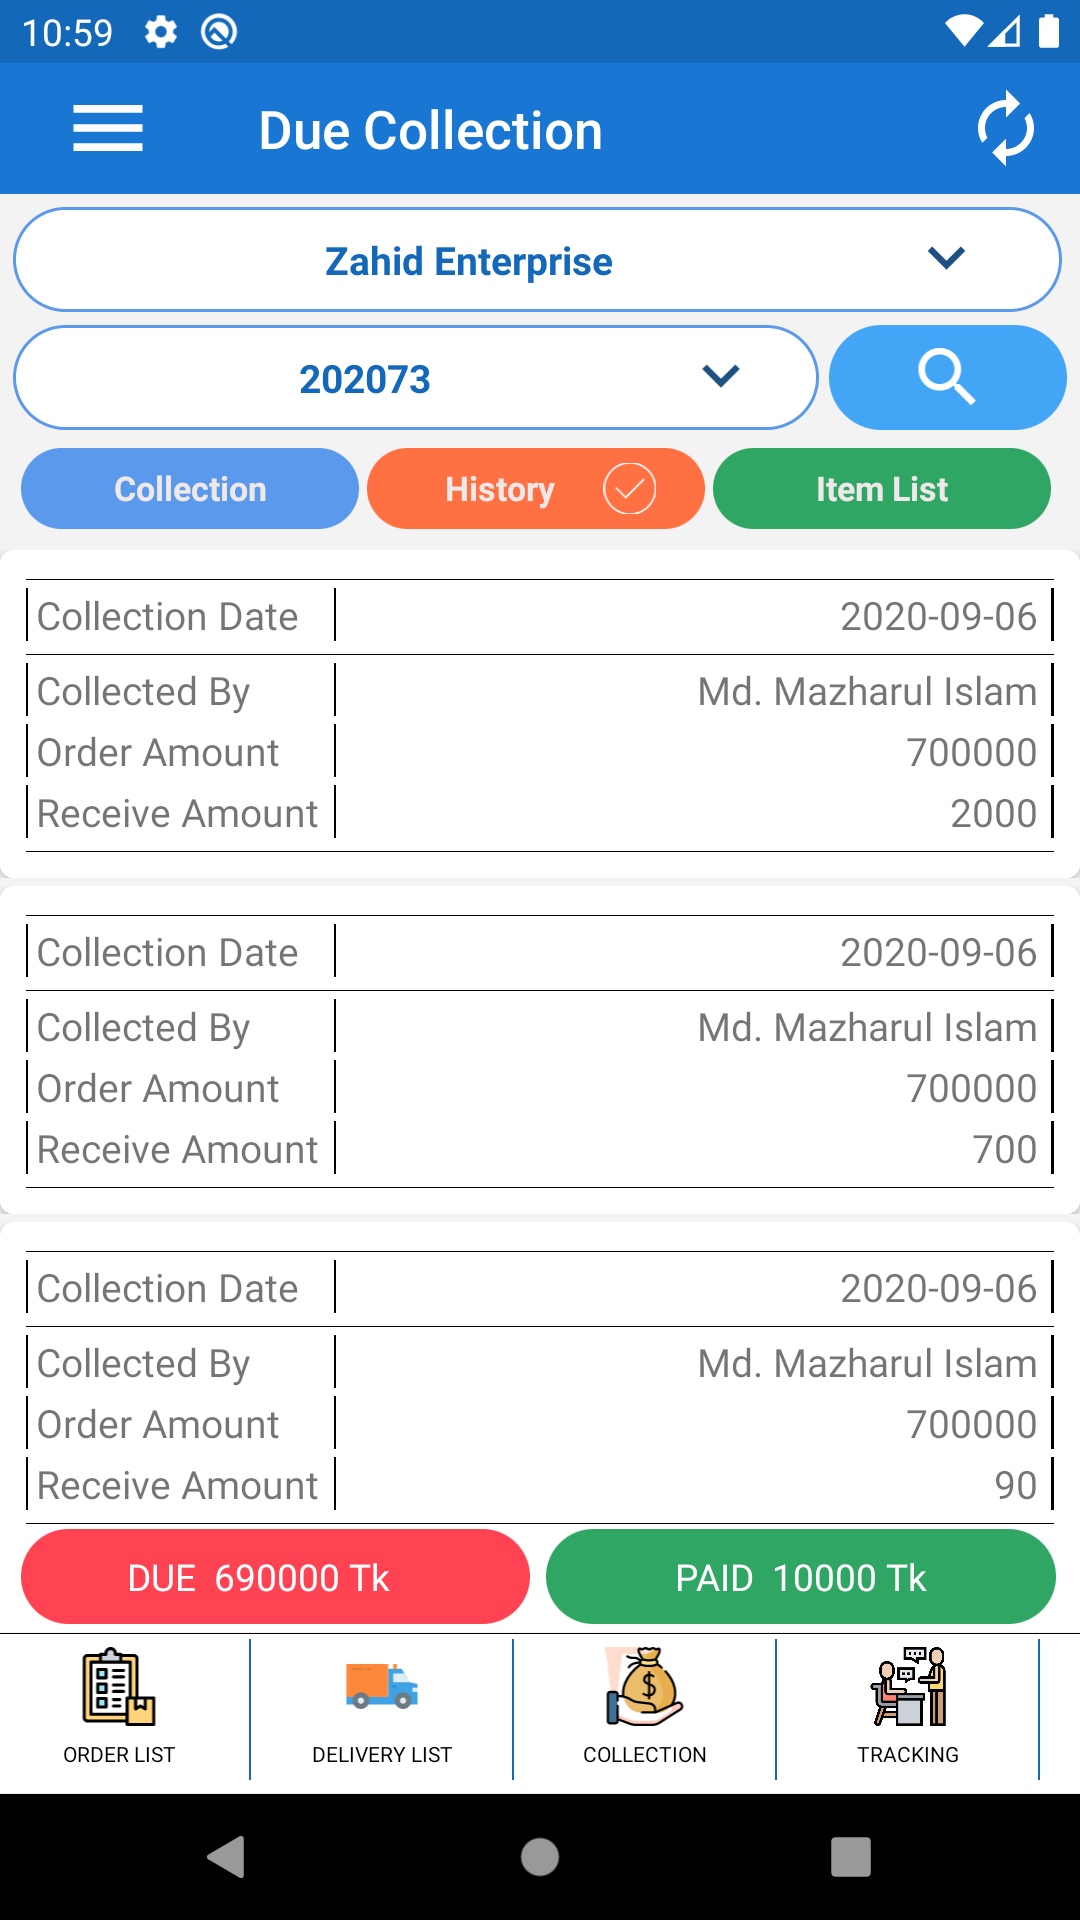 10:59
Due Collection
Zahid Enterprise
202073
Collection History Item List
Collection Date 2020-09-06
Collected By Md. Mazharul Islam
Order Amount 700000
Receive Amount 2000
Collection Date 2020-09-06
Collected By Md. Mazharul Islam
Order Amount 700000
Receive Amount 700
Collection Date 2020-09-06
Collected By Md. Mazharul Islam
Order Amount 700000
Receive Amount 90
DUE 690000 Tk PAID 10000 Tk
ORDER LIST DELIVERY LIST COLLECTION TRACKING